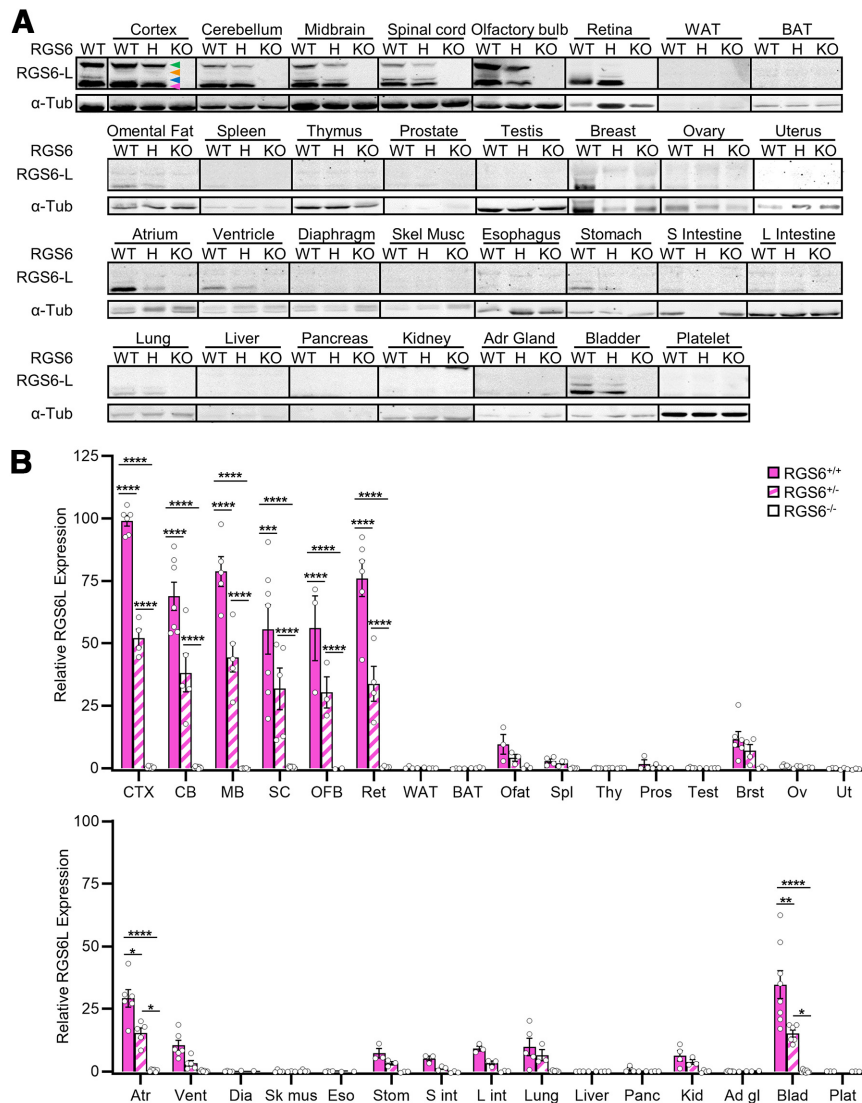 A
Cortex Cerebellum Midbrain Spinal cord Olfactory bulb Retina WAT BAT
RGS6 WT WT H KO WT H KO WT H KO WT H KO WT H KO WT H KO WT H KO WT H KO
RGS6-L
α-Tub
Omental Fat Spleen Thymus Prostate Testis Breast Ovary Uterus
RGS6 WT H KO WT H KO WT H KO WT H KO WT H KO WT H KO WT H KO WT H KO
RGS6-L
α-Tub
Atrium Ventricle Diaphragm Skel Musc Esophagus Stomach S Intestine L Intestine
RGS6 WT H KO WT H KO WT H KO WT H KO WT H KO WT H KO WT H KO WT H KO
RGS6-L
α-Tub
Lung Liver Pancreas Kidney Adr Gland Bladder Platelet
RGS6 WT H KO WT H KO WT H KO WT H KO WT H KO WT H KO WT H KO
RGS6-L
α-Tub
B
Relative RGS6L Expression
125
100
75
50
25
0
**** **** ****
**** **** ****
**** **** ****
**** *** ****
**** **** ****
**** **** ****
RGS6+/+
RGS6+/-
RGS6-/-
CTX CB MB SC OFB Ret WAT BAT Ofat Spl Thy Pros Test Brst Ov Ut
Relative RGS6L Expression
100
75
50
25
0
**** * *
**** ** *
Atr Vent Dia Sk mus Eso Stom S int L int Lung Liver Panc Kid Ad gl Blad Plat